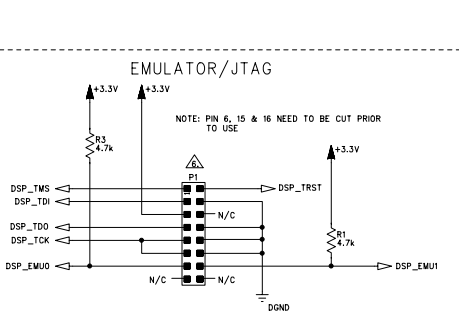 EMULATOR/JTAG
+3.3V
+3.3V
NOTE: PIN 6, 15 & 16 NEED TO BE CUT PRIOR
TO USE
R3
4.7k
+3.3V
6.
P1
DSP_TMS
1
DSP_TRST
DSP_TDI
N/C
DSP_TDO
R1
4.7k
DSP_TCK
DSP_EMU0
DSP_EMU1
N/C
N/C
DGND